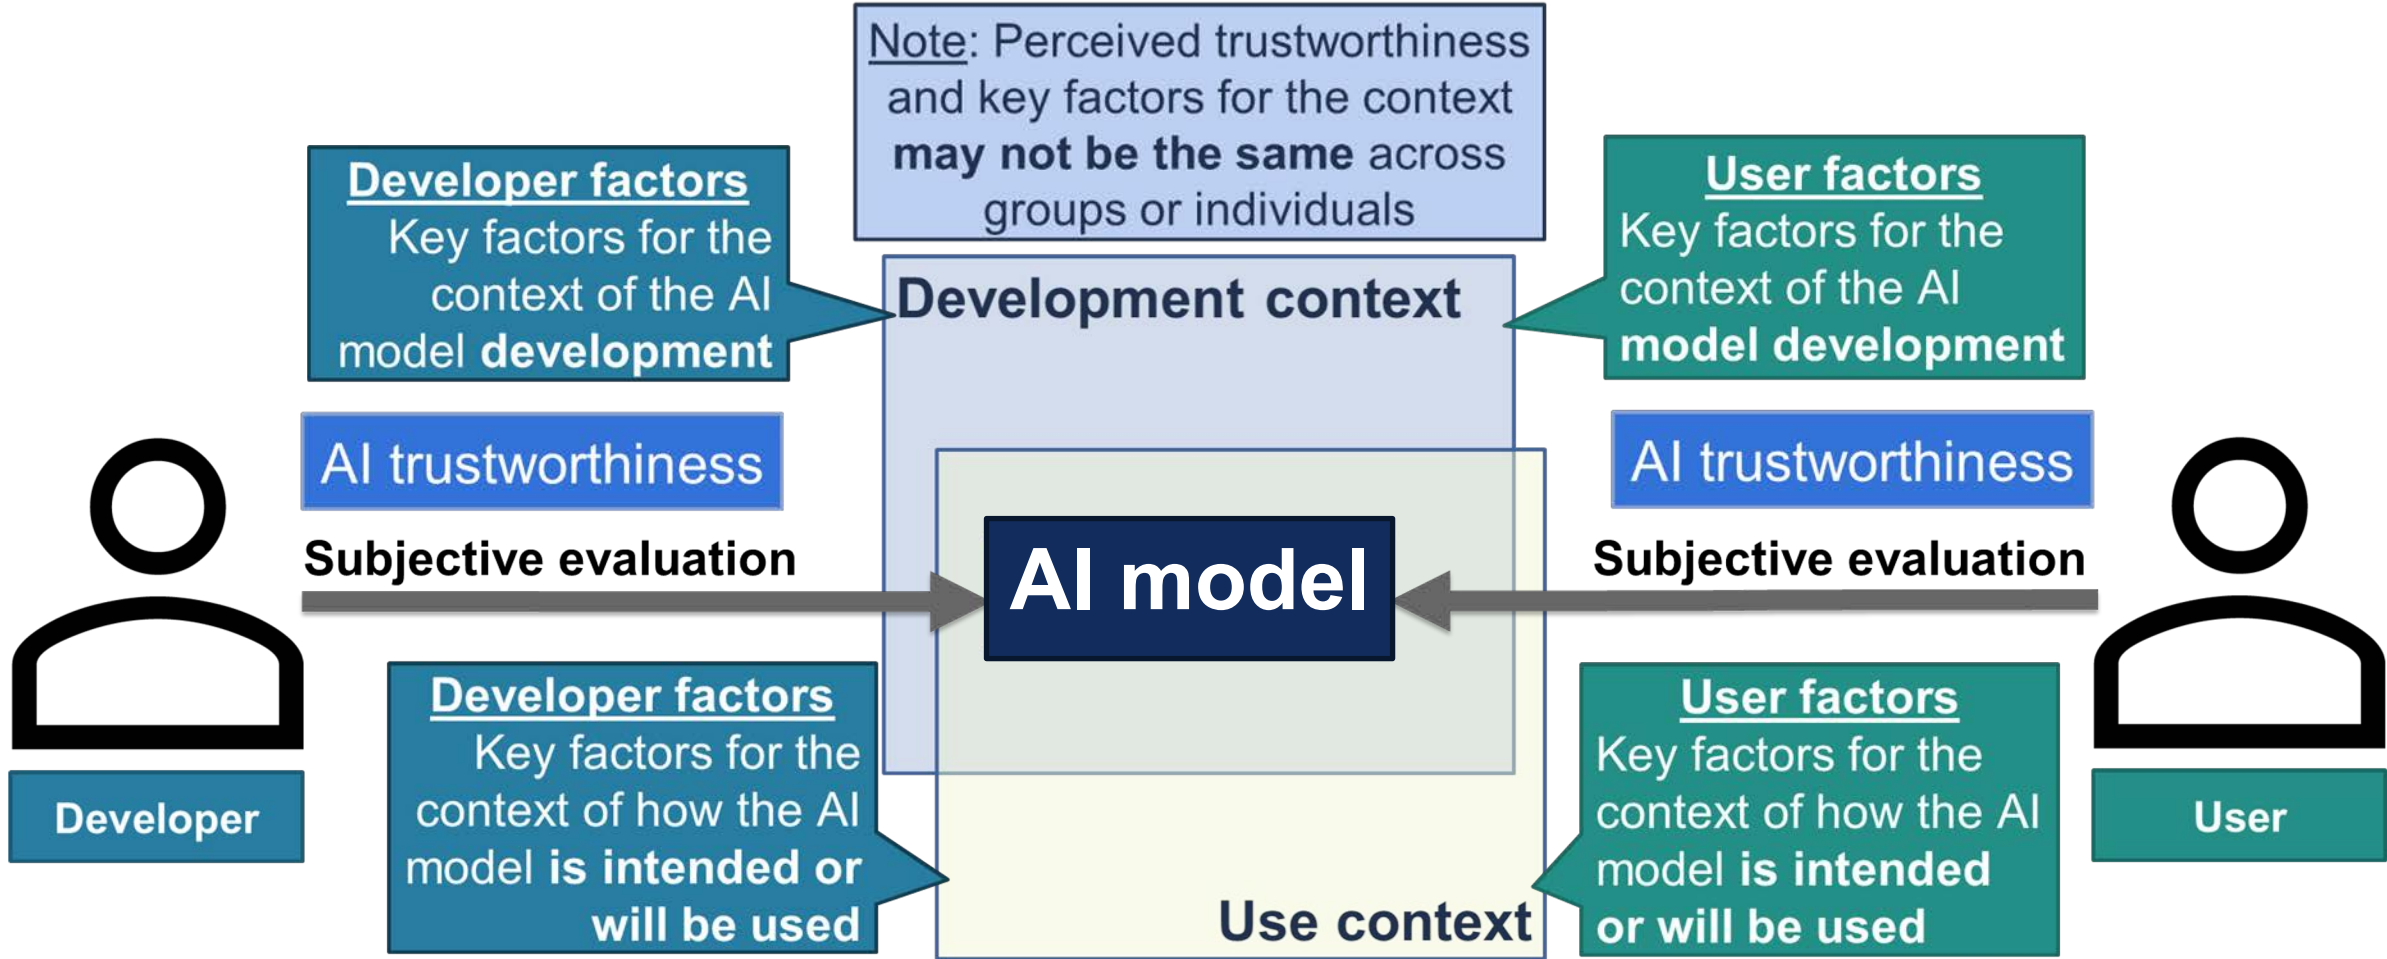 Note: Perceived trustworthiness
and key factors for the context
may not be the same across
groups or individuals
Developer factors
Key factors for the
context of the AI
model development
User factors
Key factors for the
context of the AI
model development
Development context
AI trustworthiness
AI trustworthiness
Subjective evaluation
AI model
Subjective evaluation
Developer factors
Key factors for the
context of how the AI
model is intended or
will be used
User factors
Key factors for the
context of how the AI
model is intended
or will be used
Developer
User
Use context